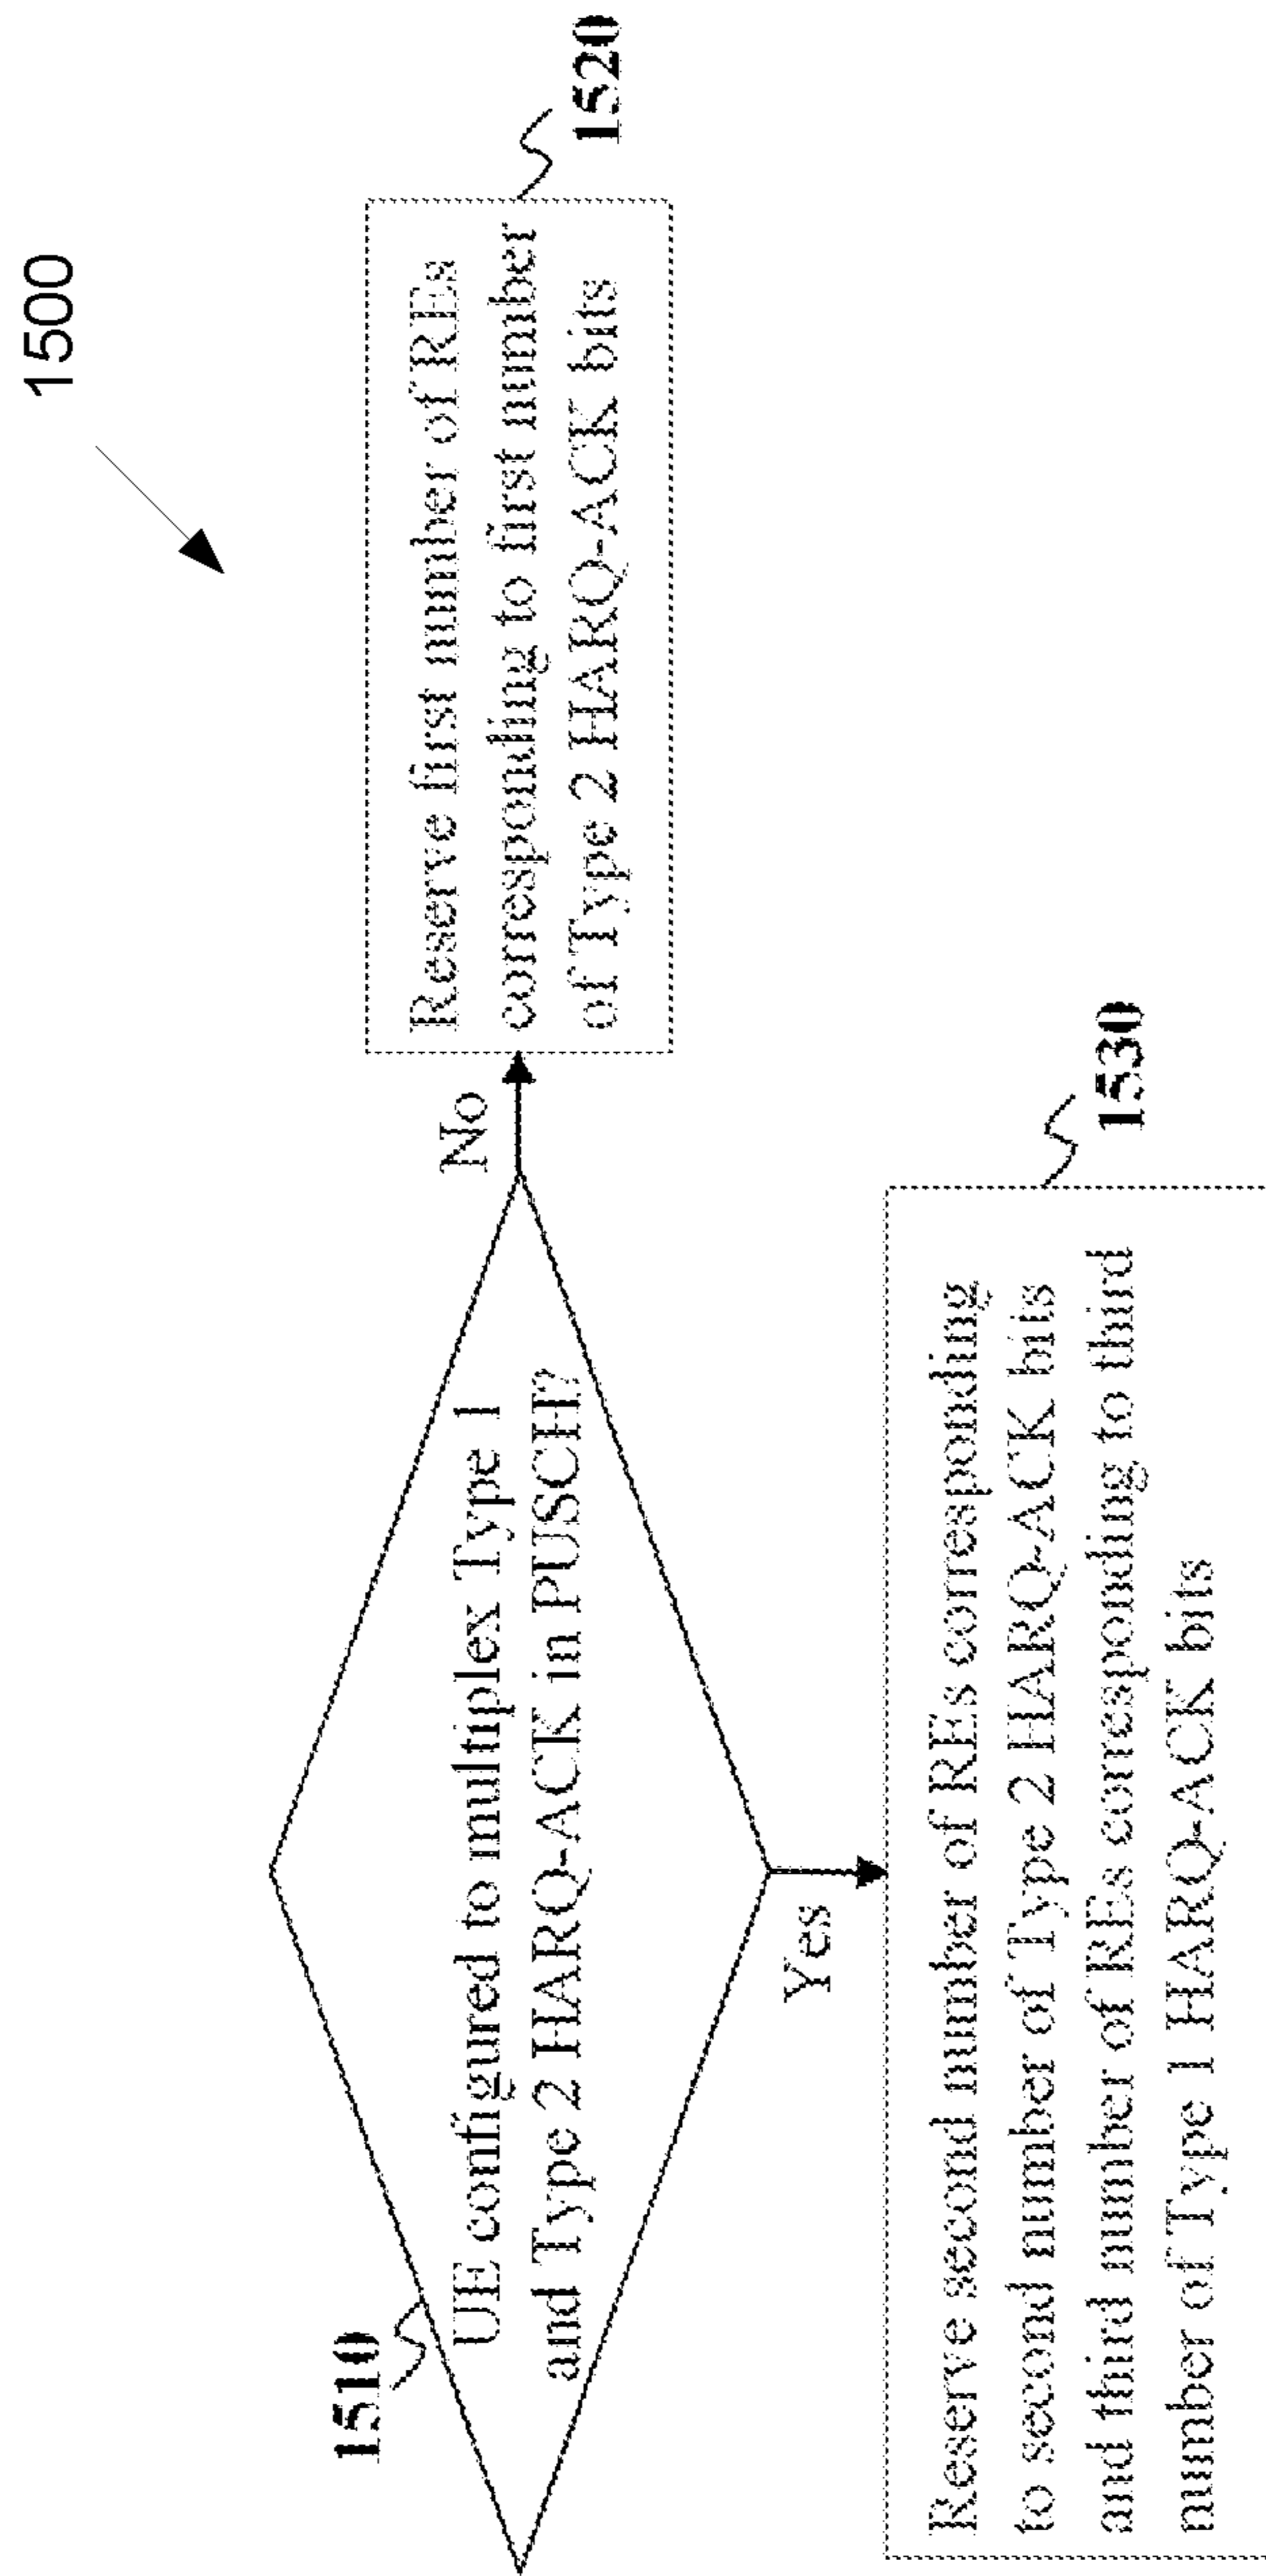 1500
1510
UE configured to multiplex Type 1
and Type 2 HARQ-ACK in PUSCH?
No
Reserve first number of REs
corresponding to first number
of Type 2 HARQ-ACK bits
1520
Yes
1530
Reserve second number of REs corresponding
to second number of Type 2 HARQ-ACK bits
and third number of REs corresponding to third
number of Type 1 HARQ-ACK bits